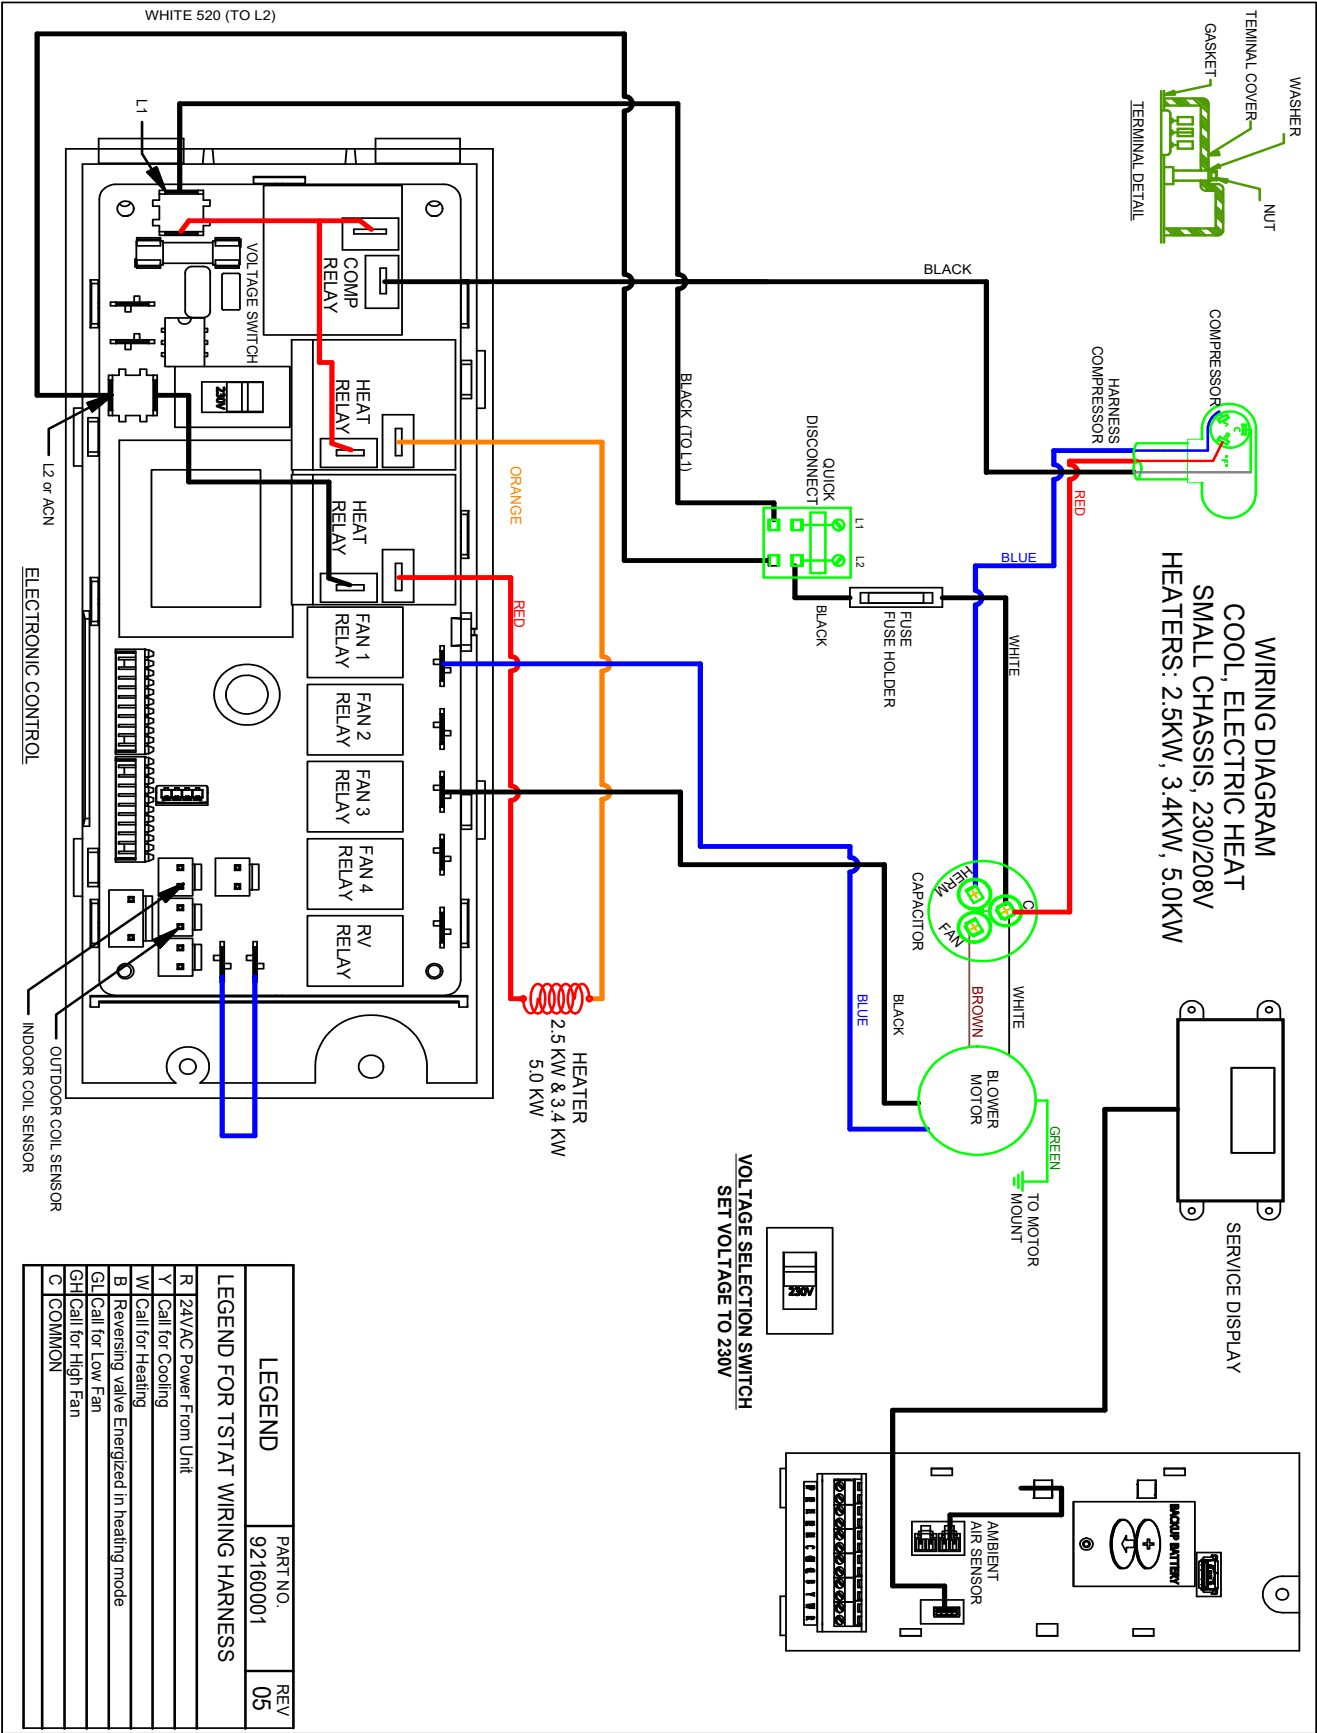 WIRING DIAGRAM
COOL, ELECTRIC HEAT
SMALL CHASSIS, 230/208V
HEATERS: 2.5KW, 3.4KW, 5.0KW
WHITE 520 (TO L2)
TEMINAL COVER
GASKET
WASHER
NUT
TERMINAL DETAIL
COMPRESSOR
COMPRESSOR
HARNESS
C
BLACK
RED
BLUE
WHITE
BLACK (TO L1)
QUICK
DISCONNECT
L1
L2
BLACK
FUSE
FUSE HOLDER
CAPACITOR
HERM
C
FAN
BROWN
WHITE
BLACK
BLUE
BLOWER
MOTOR
GREEN
TO MOTOR
MOUNT
SERVICE DISPLAY
L1
VOLTAGE SWITCH
230V
COMP
RELAY
HEAT
RELAY
HEAT
RELAY
FAN 1
RELAY
FAN 2
RELAY
FAN 3
RELAY
FAN 4
RELAY
RV
RELAY
ORANGE
RED
L2 or ACN
ELECTRONIC CONTROL
INDOOR COIL SENSOR
OUTDOOR COIL SENSOR
HEATER
2.5 KW & 3.4 KW
5.0 KW
230V
VOLTAGE SELECTION SWITCH
SET VOLTAGE TO 230V
AMBIENT
AIR SENSOR
BACKUP BATTERY
+
LEGEND
PART NO.
92160001
REV
05
LEGEND FOR TSTAT WIRING HARNESS
R 24VAC Power From Unit
Y Call for Cooling
W Call for Heating
B Reversing valve Energized in heating mode
GL Call for Low Fan
GH Call for High Fan
C COMMON